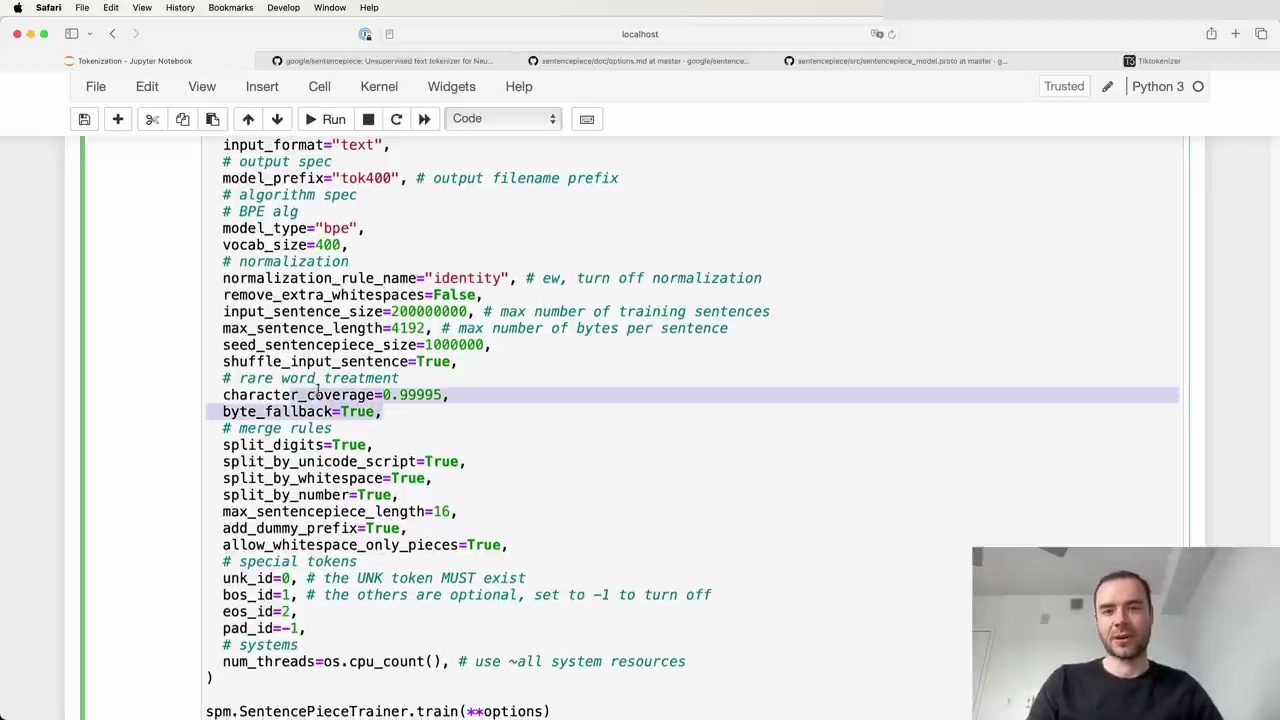 Safari File Edit View History Bookmarks Develop Window Help
localhost
Tokenization - Jupyter Notebook
google/sentencepiece: Unsupervised text tokenizer for Neu...
sentencepiece/doc/options.md at master · google/sentence...
sentencepiece/src/sentencepiece_model.proto at master · g...
Tiktokenizer
File Edit View Insert Cell Kernel Widgets Help
Trusted
Python 3
Run
Code
input_format="text",
# output spec
model_prefix="tok400", # output filename prefix
# algorithm spec
# BPE alg
model_type="bpe",
vocab_size=400,
# normalization
normalization_rule_name="identity", # ew, turn off normalization
remove_extra_whitespaces=False,
input_sentence_size=200000000, # max number of training sentences
max_sentence_length=4192, # max number of bytes per sentence
seed_sentencepiece_size=1000000,
shuffle_input_sentence=True,
# rare word treatment
character_coverage=0.99995,
byte_fallback=True,
# merge rules
split_digits=True,
split_by_unicode_script=True,
split_by_whitespace=True,
split_by_number=True,
max_sentencepiece_length=16,
add_dummy_prefix=True,
allow_whitespace_only_pieces=True,
# special tokens
unk_id=0, # the UNK token MUST exist
bos_id=1, # the others are optional, set to -1 to turn off
eos_id=2,
pad_id=-1,
# systems
num_threads=os.cpu_count(), # use ~all system resources
)
spm.SentencePieceTrainer.train(**options)